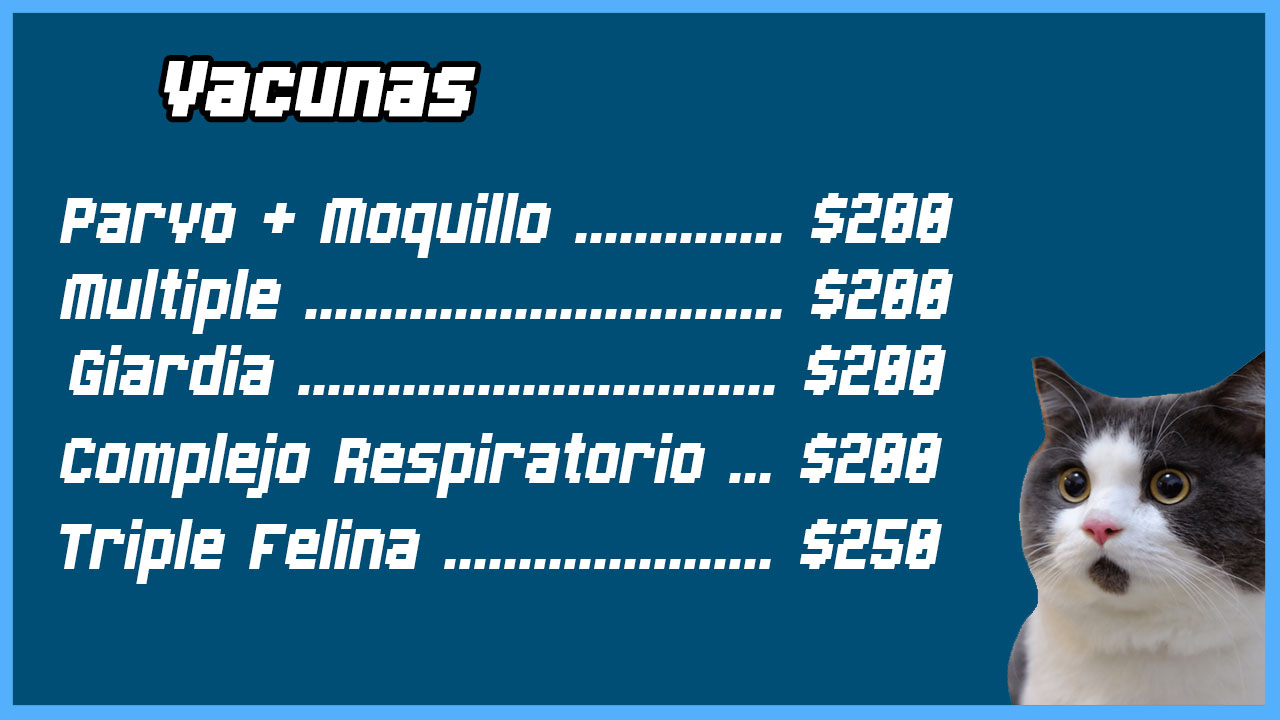 Vacunas
Parvo + Moquillo .............. $200
Multiple ................................ $200
Giardia ................................ $200
Complejo Respiratorio ... $200
Triple Felina ...................... $250